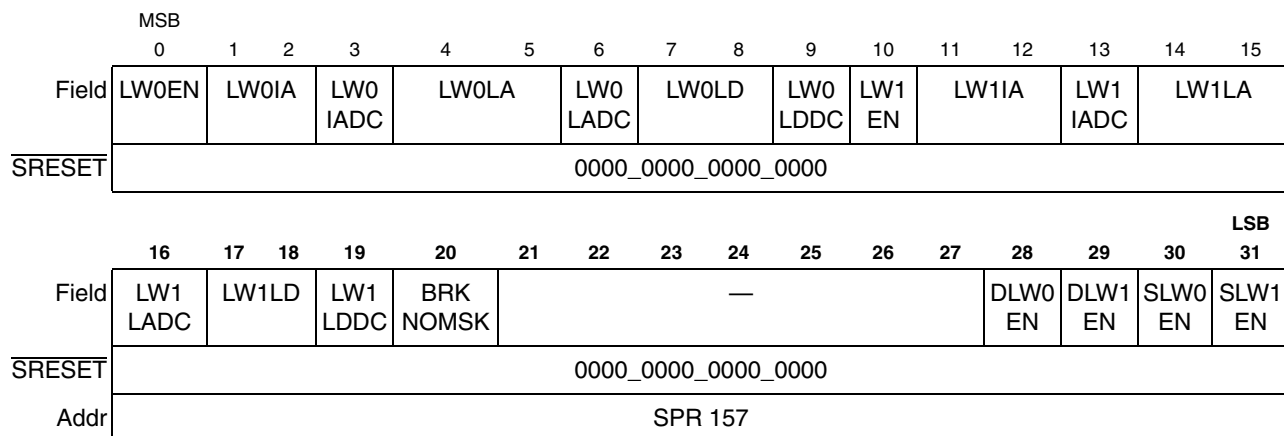 MSB
0 1 2 3 4 5 6 7 8 9 10 11 12 13 14 15
Field LW0EN LW0IA LW0 LW0LA LW0 LW0LD LW0 LW1 LW1IA LW1 LW1LA
IADC LADC LDDC EN IADC
SRESET 0000_0000_0000_0000
LSB
16 17 18 19 20 21 22 23 24 25 26 27 28 29 30 31
Field LW1 LW1LD LW1 BRK — DLW0 DLW1 SLW0 SLW1
LADC LDDC NOMSK EN EN EN EN
SRESET 0000_0000_0000_0000
Addr SPR 157